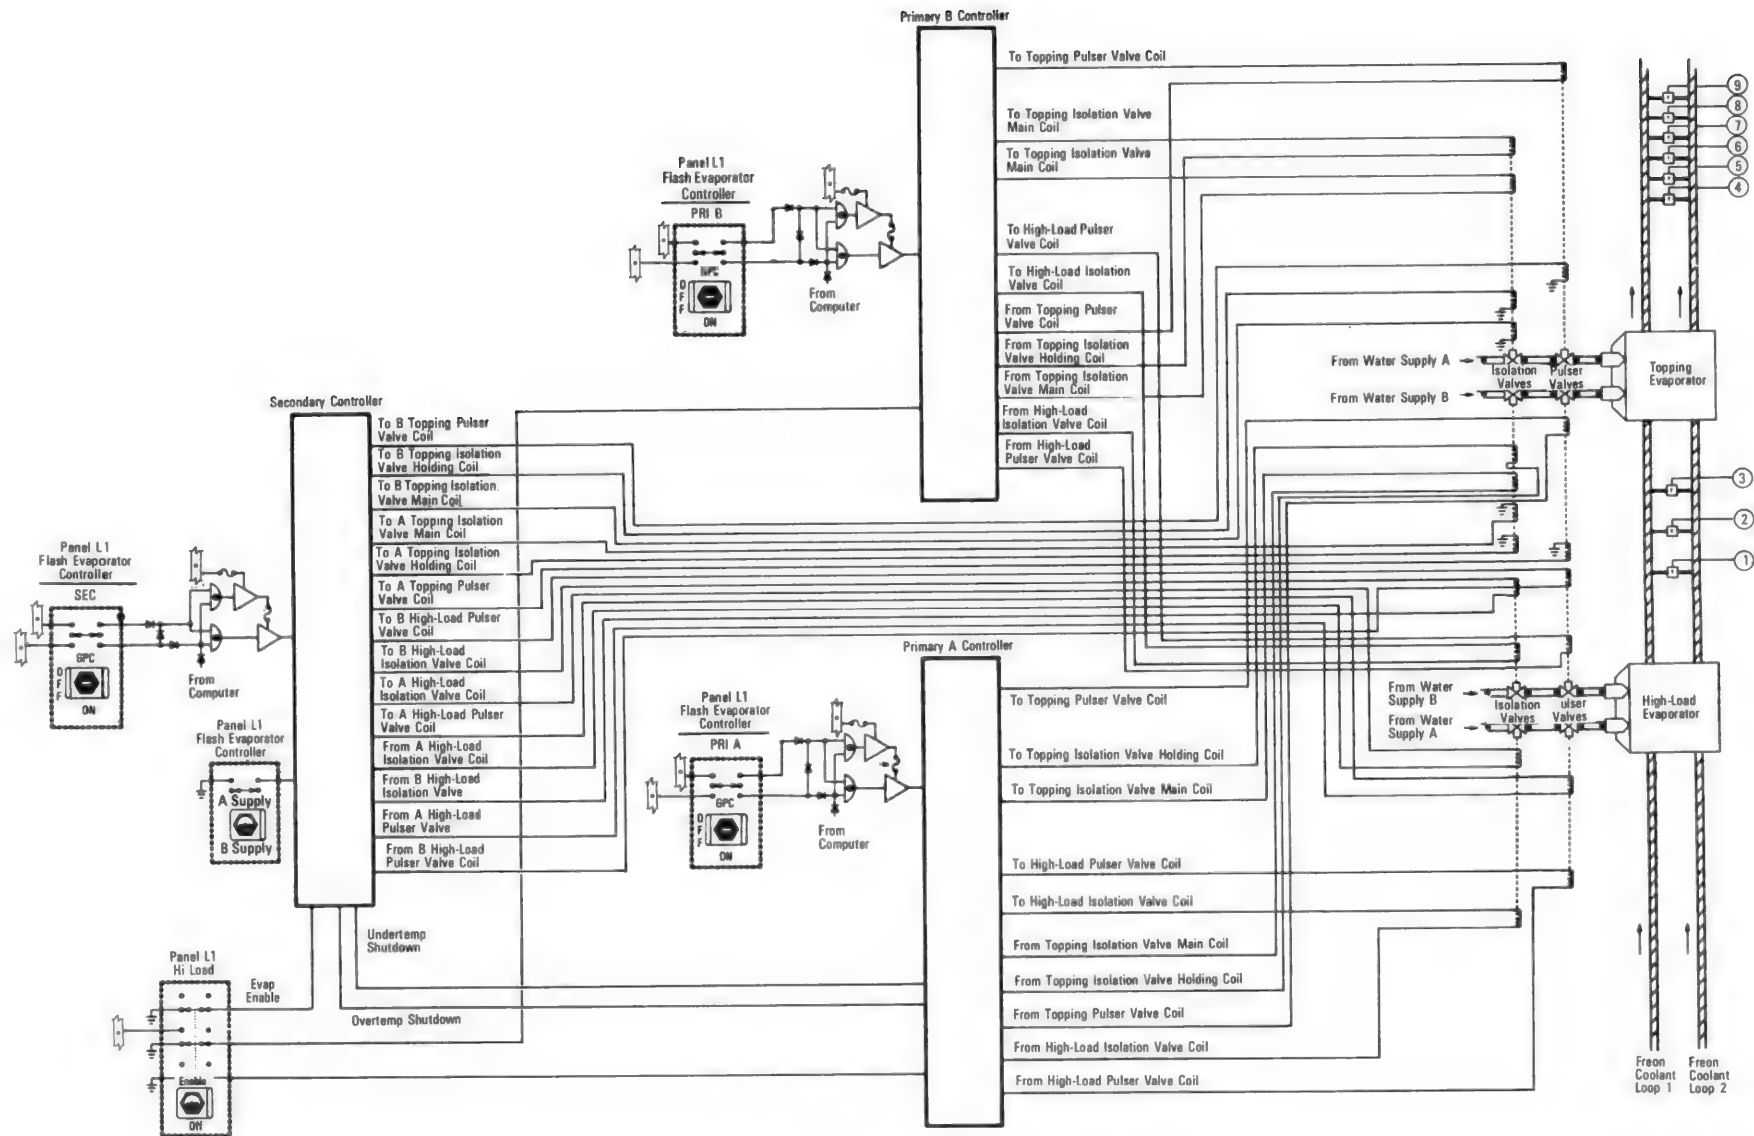 Primary B Controller
To Topping Pulser Valve Coil
To Topping Isolation Valve
Main Coil
To Topping Isolation Valve
Main Coil
To High-Load Pulser
Valve Coil
To High-Load Isolation
Valve Coil
From Topping Pulser
Valve Coil
From Topping Isolation
Valve Holding Coil
From Topping Isolation
Valve Main Coil
From High-Load
Isolation Valve Coil
From High-Load
Pulser Valve Coil
Panel L1
Flash Evaporator
Controller
PRI B
GPC
OFF
ON
From
Computer
9
8
7
6
5
4
From Water Supply A
Isolation
Valves
Pulser
Valves
From Water Supply B
Topping
Evaporator
3
2
1
Secondary Controller
To B Topping Pulser
Valve Coil
To B Topping Isolation
Valve Holding Coil
To B Topping Isolation
Valve Main Coil
To A Topping Isolation
Valve Main Coil
To A Topping Isolation
Valve Holding Coil
To A Topping Pulser
Valve Coil
To B High-Load Pulser
Valve Coil
To B High-Load
Isolation Valve Coil
To A High-Load
Isolation Valve Coil
To A High-Load Pulser
Valve Coil
From A High-Load
Isolation Valve Coil
From B High-Load
Isolation Valve
From A High-Load
Pulser Valve
From B High-Load
Pulser Valve Coil
Panel L1
Flash Evaporator
Controller
SEC
GPC
OFF
ON
From
Computer
Panel L1
Flash Evaporator
Controller
A Supply
B Supply
Undertemp
Shutdown
Panel L1
Hi Load
Evap
Enable
Overtemp Shutdown
Enable
Off
Primary A Controller
Panel L1
Flash Evaporator
Controller
PRI A
GPC
OFF
ON
From
Computer
To Topping Pulser Valve Coil
To Topping Isolation Valve Holding Coil
To Topping Isolation Valve Main Coil
To High-Load Pulser Valve Coil
To High-Load Isolation Valve Coil
From Topping Isolation Valve Main Coil
From Topping Isolation Valve Holding Coil
From Topping Pulser Valve Coil
From High-Load Isolation Valve Coil
From High-Load Pulser Valve Coil
From Water
Supply B
Isolation
Valves
ulser
Valves
From Water
Supply A
High-Load
Evaporator
Freon
Coolant
Loop 1
Freon
Coolant
Loop 2